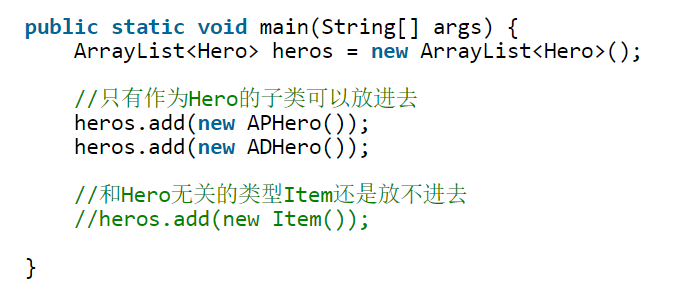 public static void main(String[] args) {
    ArrayList<Hero> heros = new ArrayList<Hero>();
    //只有作为Hero的子类可以放进去
    heros.add(new APHero());
    heros.add(new ADHero());
    //和Hero无关的类型Item还是放不进去
    //heros.add(new Item());
}